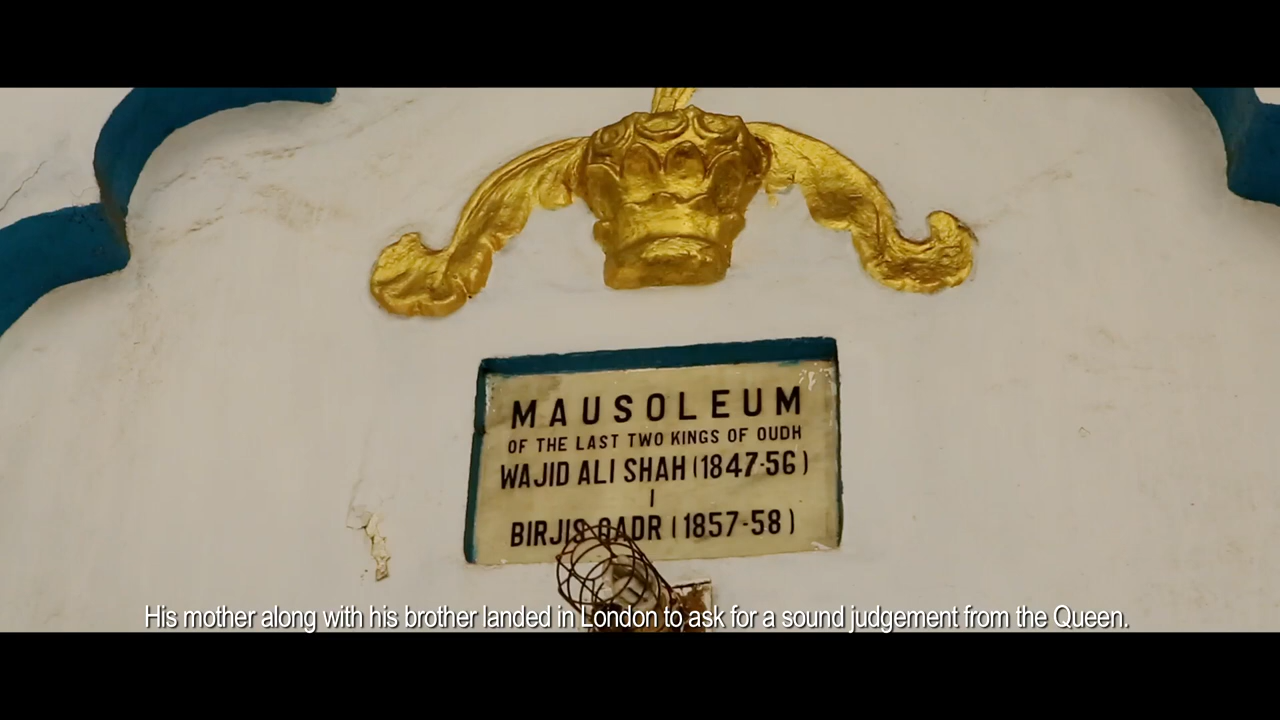 MAUSOLEUM
OF THE LAST TWO KINGS OF OUDH
WAJID ALI SHAH (1847-56)
I
BIRJIS QADR (1857-58)
His mother along with his brother landed in London to ask for a sound judgement from the Queen.